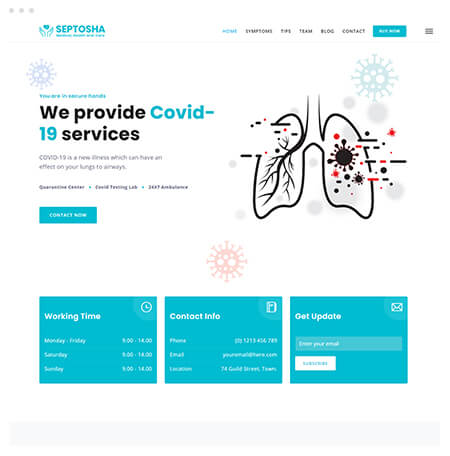 SEPTOSHA
HOME SYMPTOMS TIPS TEAM BLOG CONTACT BUY NOW
You are in secure hands
We provide Covid-
19 services
COVID-19 is a new illness which can have an
effect on your lungs to airways.
Quarantine Center • Covid Testing Lab • 24X7 Ambulance
CONTACT NOW
Working Time
Monday - Friday 9.00 - 14.00
Saturday 9.00 - 14.00
Sunday 9.00 - 14.00
Contact Info
Phone (0) 1213 456 789
Email youremail@here.com
Location 74 Guild Street, Town.
Get Update
Enter your email
SUBSCRIBE